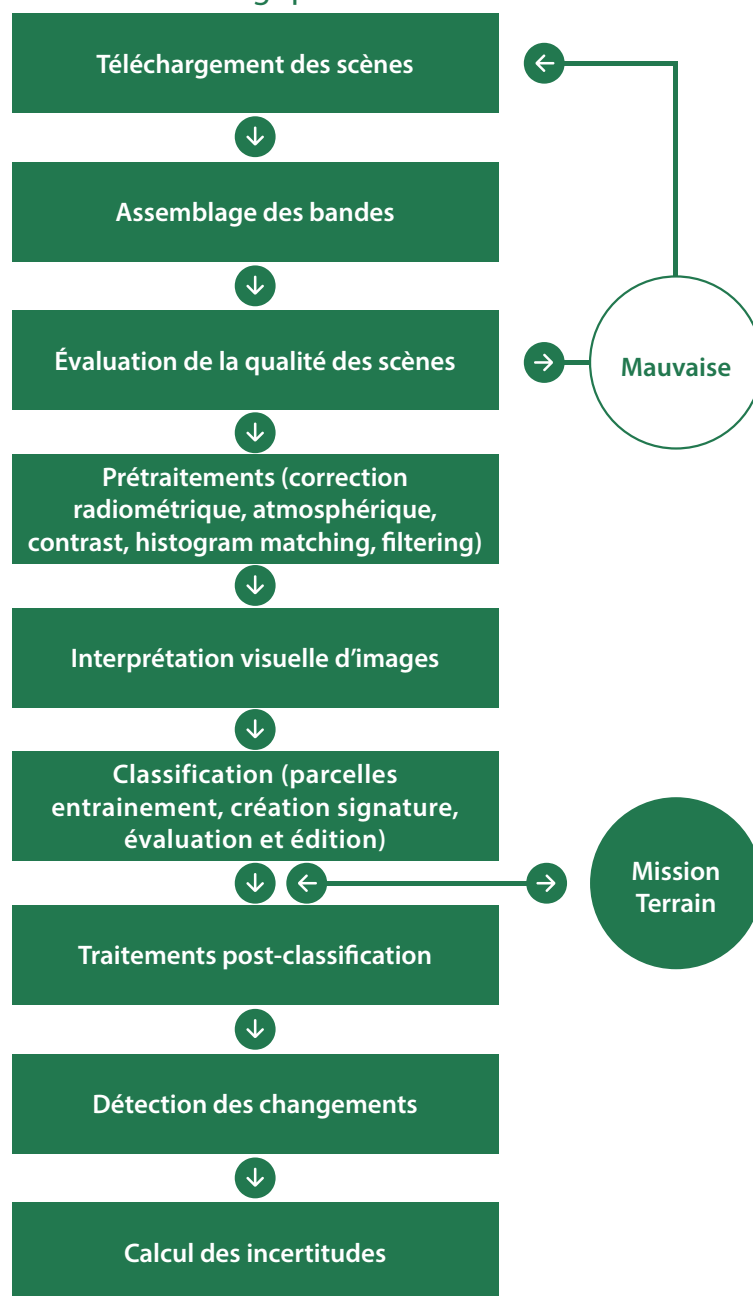 Téléchargement des scènes
Assemblage des bandes
Évaluation de la qualité des scènes
Mauvaise
Prétraitements (correction
radiométrique, atmosphérique,
contrast, histogram matching, filtering)
Interprétation visuelle d’images
Classification (parcelles
entrainement, création signature,
évaluation et édition)
Mission
Terrain
Traitements post-classification
Détection des changements
Calcul des incertitudes